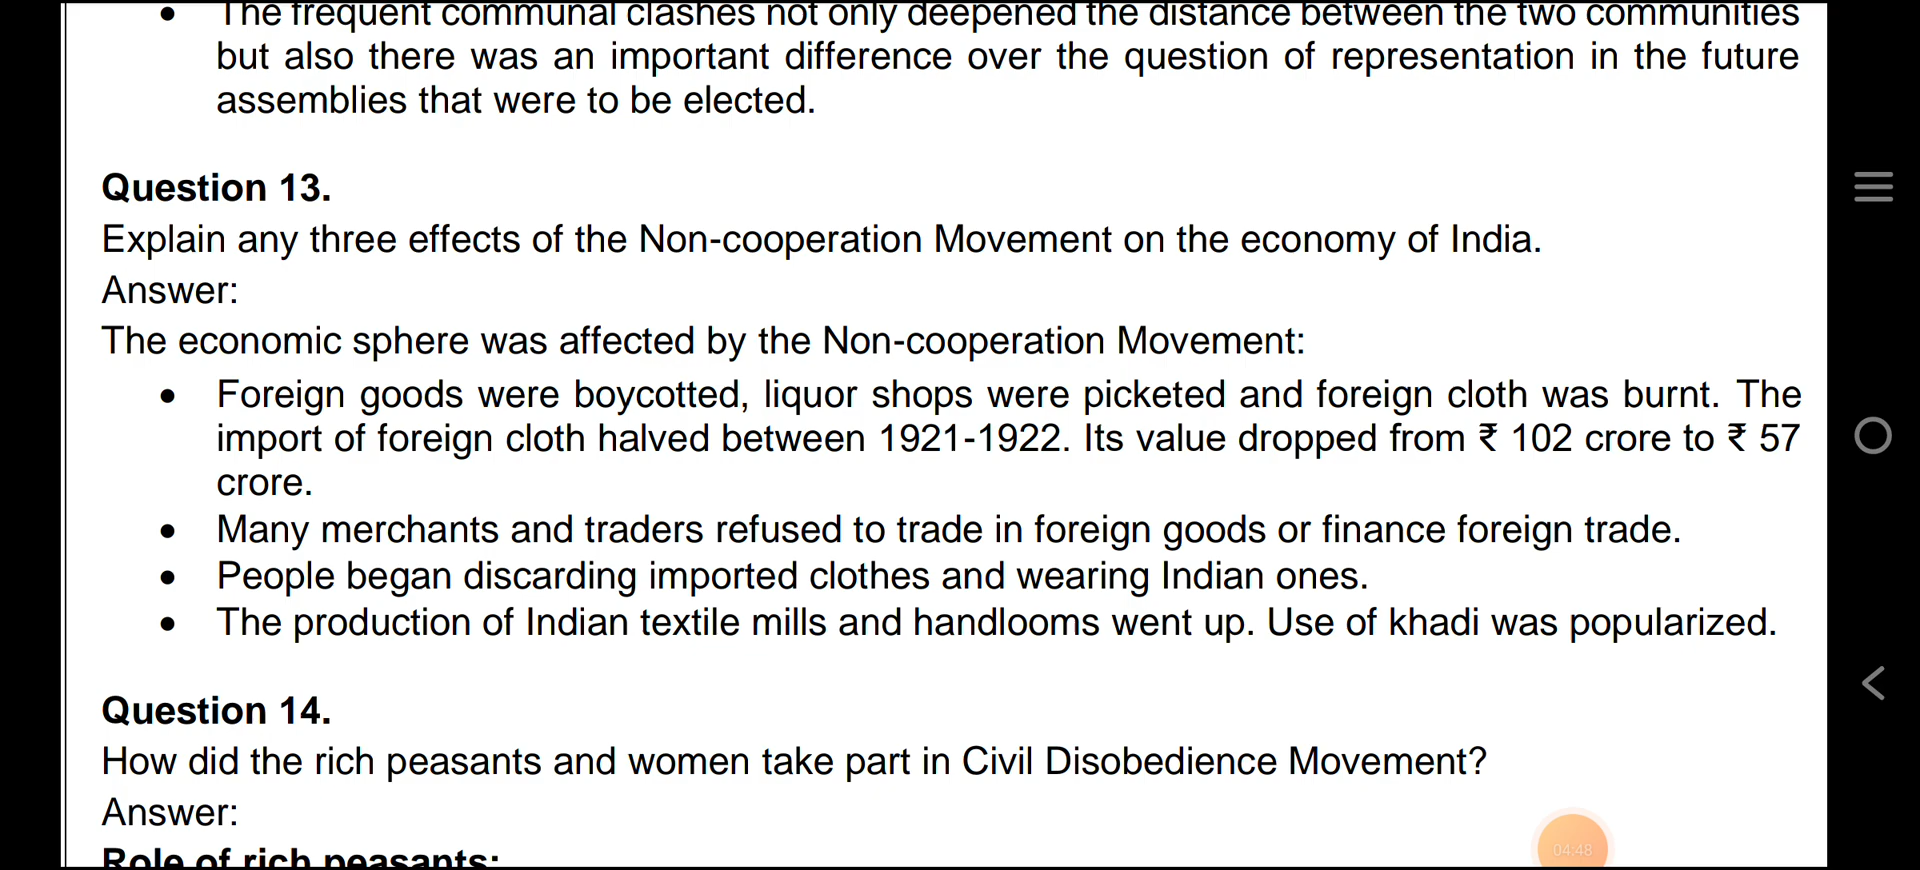 • The frequent communal clashes not only deepened the distance between the two communities
but also there was an important difference over the question of representation in the future
assemblies that were to be elected.
Question 13.
Explain any three effects of the Non-cooperation Movement on the economy of India.
Answer:
The economic sphere was affected by the Non-cooperation Movement:
• Foreign goods were boycotted, liquor shops were picketed and foreign cloth was burnt. The
import of foreign cloth halved between 1921-1922. Its value dropped from ₹ 102 crore to ₹ 57
crore.
• Many merchants and traders refused to trade in foreign goods or finance foreign trade.
• People began discarding imported clothes and wearing Indian ones.
• The production of Indian textile mills and handlooms went up. Use of khadi was popularized.
Question 14.
How did the rich peasants and women take part in Civil Disobedience Movement?
Answer:
Role of rich peasants:
04:48